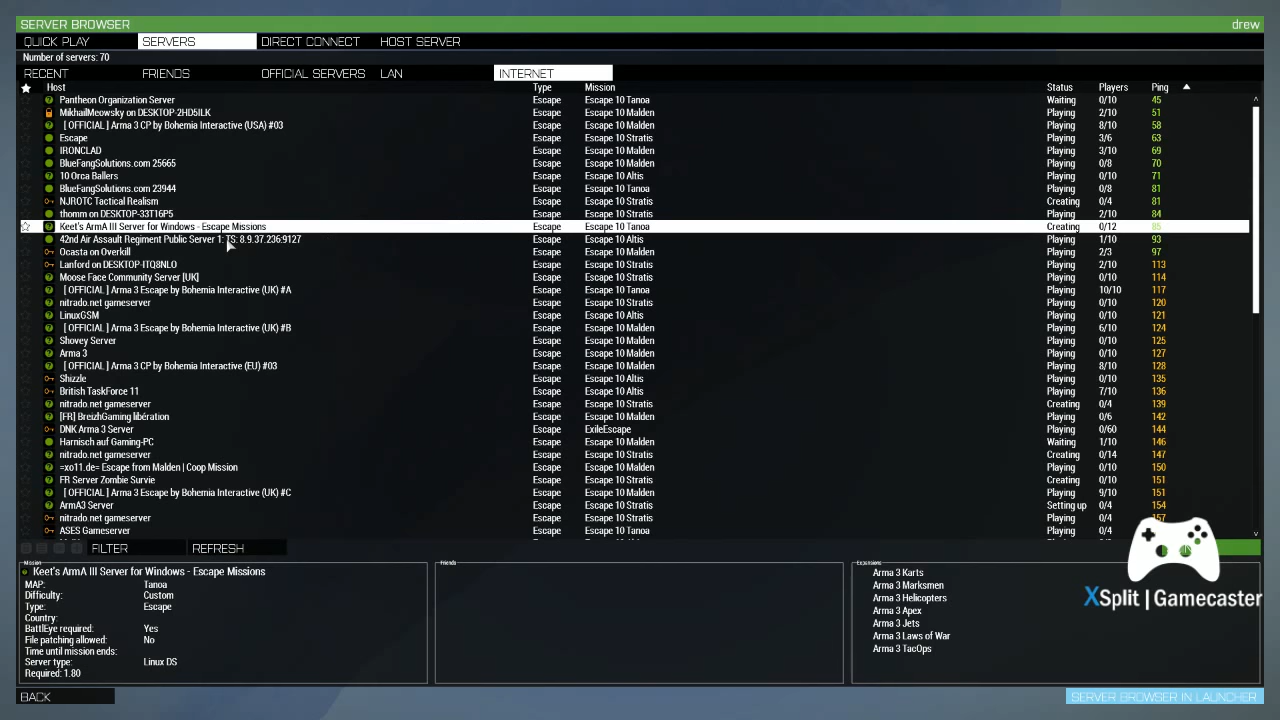 SERVER BROWSER drew
QUICK PLAY SERVERS DIRECT CONNECT HOST SERVER
Number of servers: 70
RECENT FRIENDS OFFICIAL SERVERS LAN INTERNET
Host Type Mission Status Players Ping
Pantheon Organization Server Escape Escape 10 Tanoa Waiting 0/10 45
MikhailMeowsky on DESKTOP-2HD5ILK Escape Escape 10 Malden Playing 2/10 51
[ OFFICIAL ] Arma 3 CP by Bohemia Interactive (USA) #03 Escape Escape 10 Malden Playing 8/10 58
Escape Escape Escape 10 Stratis Playing 3/6 63
IRONCLAD Escape Escape 10 Malden Playing 3/10 69
BlueFangSolutions.com 25665 Escape Escape 10 Malden Playing 0/8 70
10 Orca Ballers Escape Escape 10 Altis Playing 0/10 71
BlueFangSolutions.com 23944 Escape Escape 10 Tanoa Playing 0/8 81
NJROTC Tactical Realism Escape Escape 10 Stratis Creating 0/4 81
thomm on DESKTOP-33T16P5 Escape Escape 10 Stratis Playing 2/10 84
Keet's ArmA III Server for Windows - Escape Missions Escape Escape 10 Tanoa Creating 0/12 85
42nd Air Assault Regiment Public Server 1: TS: 8.9.37.236:9127 Escape Escape 10 Altis Playing 1/10 93
Ocasta on Overkill Escape Escape 10 Malden Playing 2/3 97
Lanford on DESKTOP-ITQ8NLO Escape Escape 10 Stratis Playing 2/10 113
Moose Face Community Server [UK] Escape Escape 10 Stratis Playing 0/10 114
[ OFFICIAL ] Arma 3 Escape by Bohemia Interactive (UK) #A Escape Escape 10 Tanoa Playing 10/10 117
nitrado.net gameserver Escape Escape 10 Stratis Playing 0/10 120
LinuxGSM Escape Escape 10 Altis Playing 0/10 121
[ OFFICIAL ] Arma 3 Escape by Bohemia Interactive (UK) #B Escape Escape 10 Malden Playing 6/10 124
Shovey Server Escape Escape 10 Malden Playing 0/10 125
Arma 3 Escape Escape 10 Malden Playing 0/10 127
[ OFFICIAL ] Arma 3 CP by Bohemia Interactive (EU) #03 Escape Escape 10 Malden Playing 8/10 128
Shizzle Escape Escape 10 Altis Playing 0/10 135
British TaskForce 11 Escape Escape 10 Altis Playing 7/10 136
nitrado.net gameserver Escape Escape 10 Stratis Creating 0/4 139
[FR] BreizhGaming libération Escape Escape 10 Malden Playing 0/6 142
DNK Arma 3 Server Escape ExileEscape Playing 0/60 144
Harnisch auf Gaming-PC Escape Escape 10 Malden Waiting 1/10 146
nitrado.net gameserver Escape Escape 10 Stratis Creating 0/14 147
=xo11.de= Escape from Malden | Coop Mission Escape Escape 10 Malden Playing 0/10 150
FR Server Zombie Survie Escape Escape 10 Stratis Creating 0/10 151
[ OFFICIAL ] Arma 3 Escape by Bohemia Interactive (UK) #C Escape Escape 10 Malden Playing 9/10 151
ArmA3 Server Escape Escape 10 Stratis Setting up 0/4 154
nitrado.net gameserver Escape Escape 10 Stratis Playing 0/4 157
ASES Gameserver Escape Escape 10 Tanoa Playing 0/4
FILTER REFRESH
Mission Friends Expansions
Keet's ArmA III Server for Windows - Escape Missions
MAP: Tanoa
Difficulty: Custom
Type: Escape
Country:
BattlEye required: Yes
File patching allowed: No
Time until mission ends:
Server type: Linux DS
Required: 1.80
Arma 3 Karts
Arma 3 Marksmen
Arma 3 Helicopters
Arma 3 Apex
Arma 3 Jets
Arma 3 Laws of War
Arma 3 TacOps
XSplit | Gamecaster
BACK SERVER BROWSER IN LAUNCHER